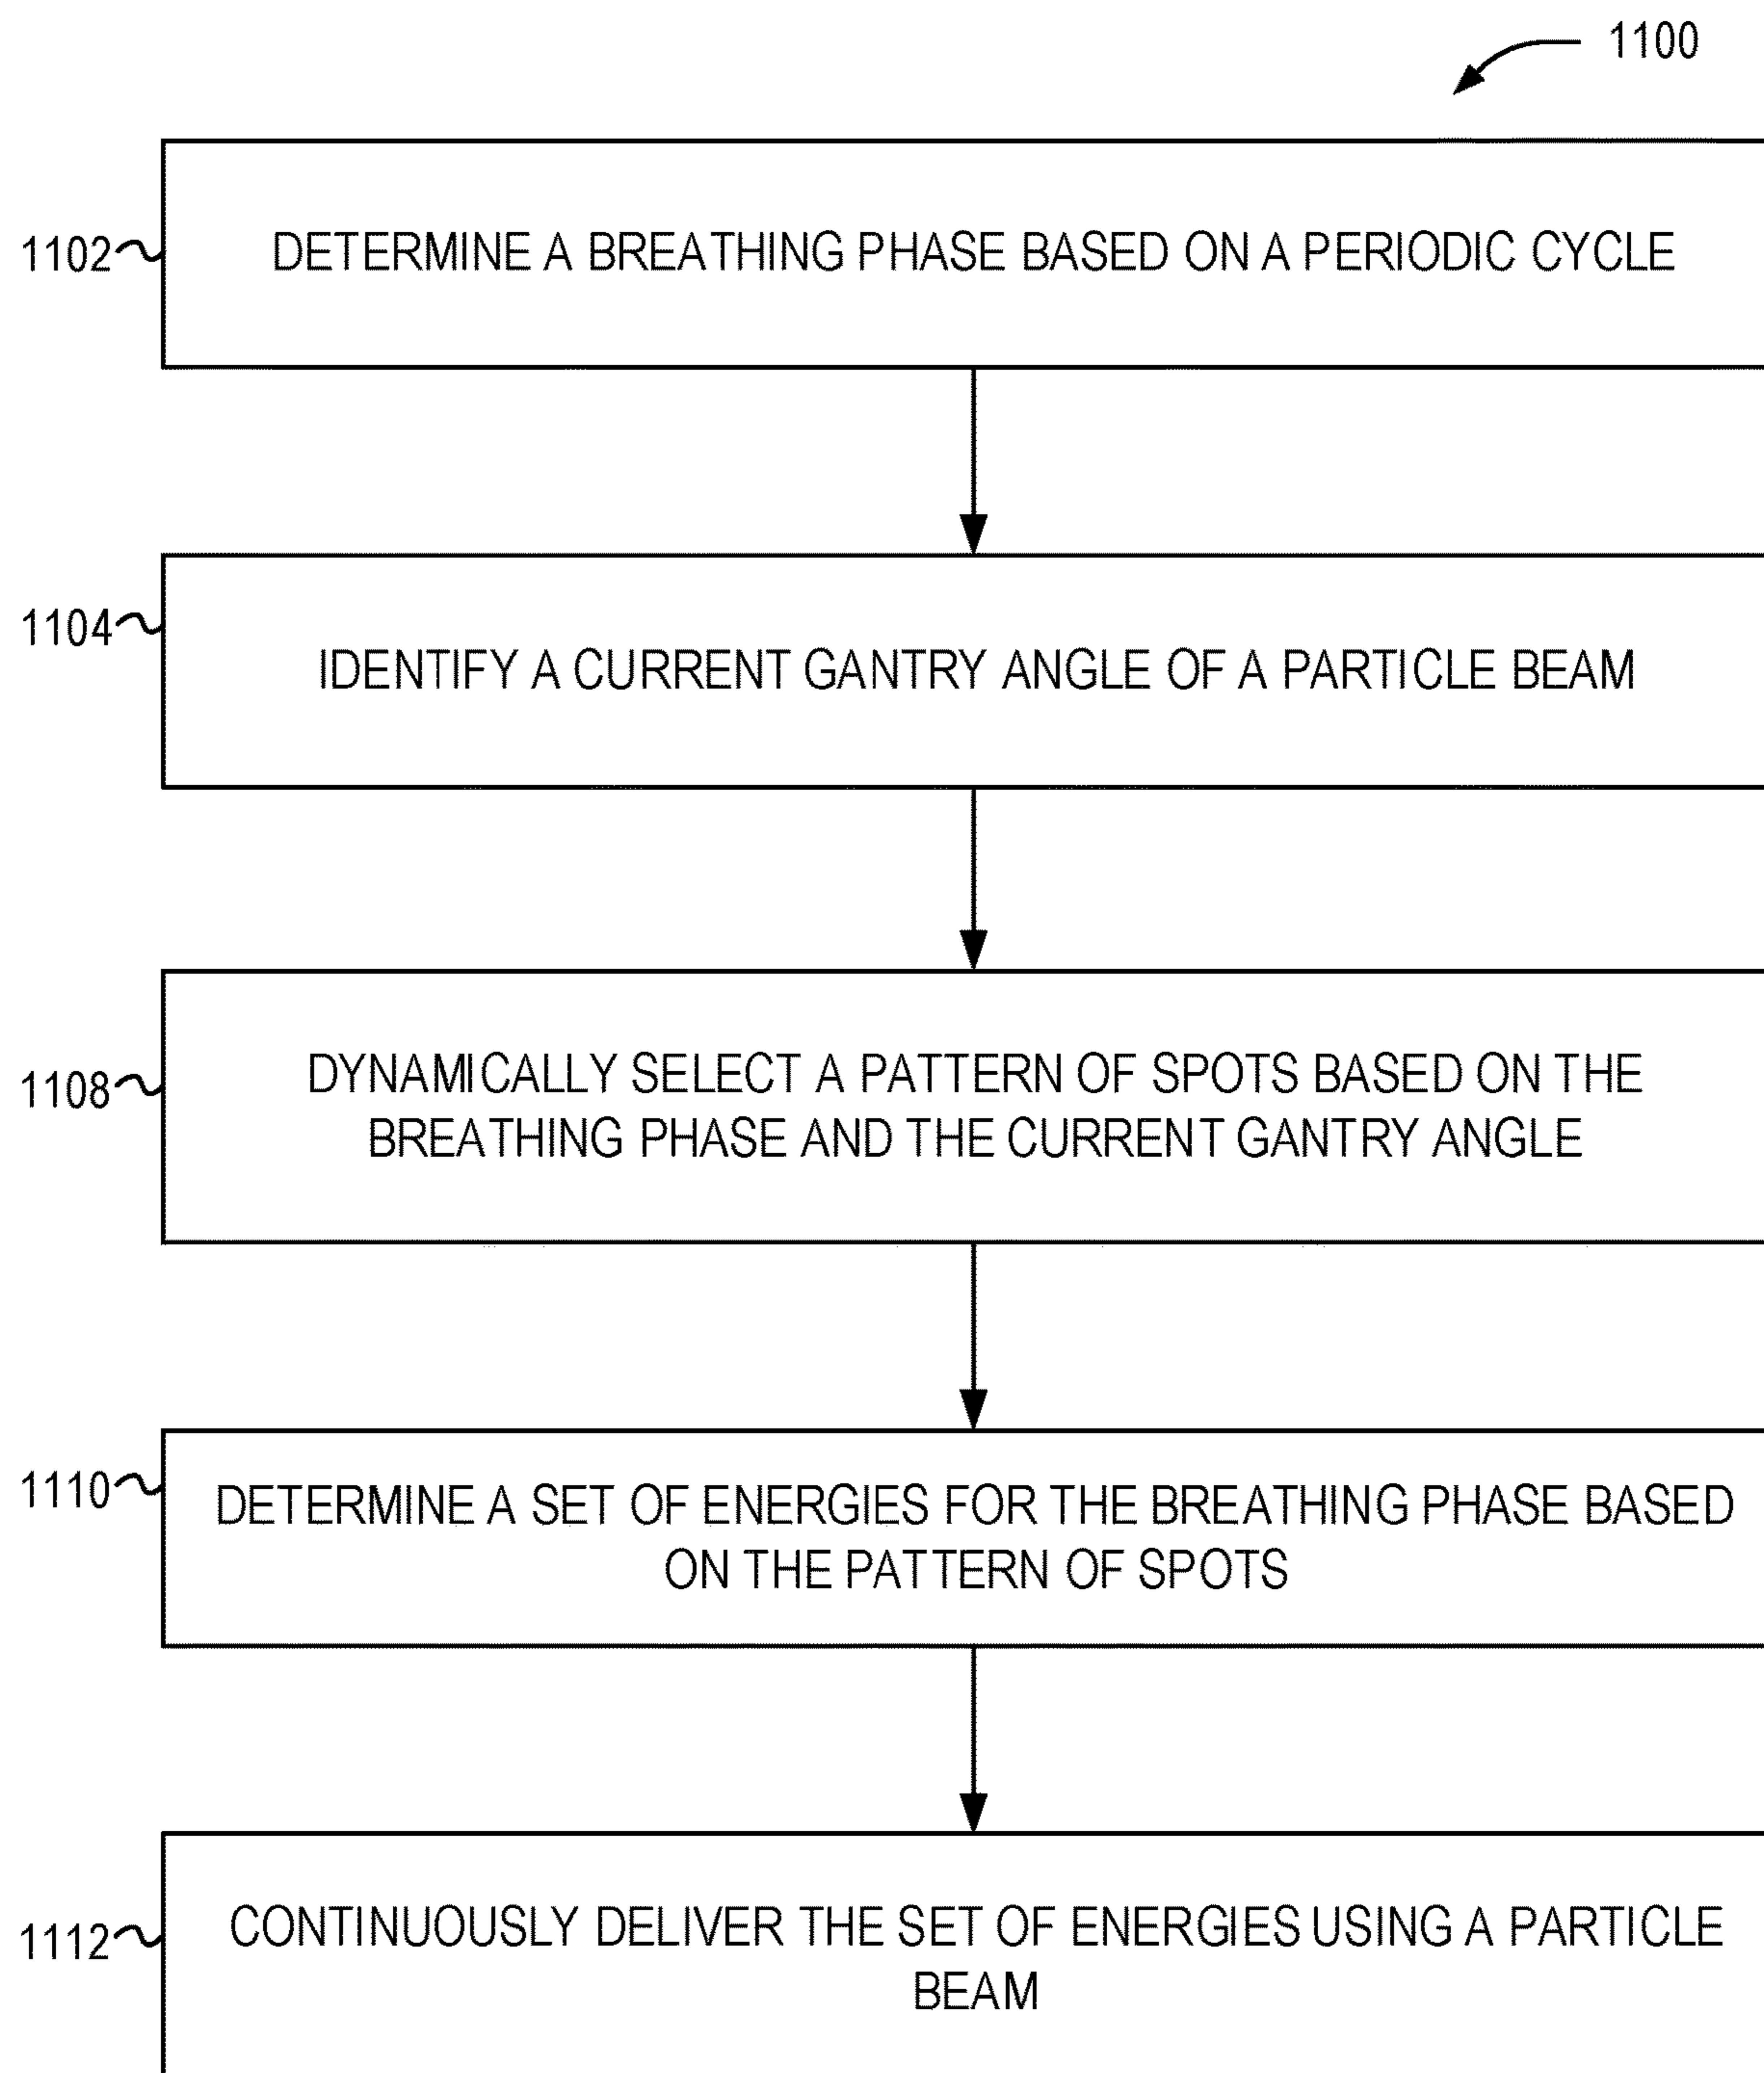 1100
1102
DETERMINE A BREATHING PHASE BASED ON A PERIODIC CYCLE
1104
IDENTIFY A CURRENT GANTRY ANGLE OF A PARTICLE BEAM
1108
DYNAMICALLY SELECT A PATTERN OF SPOTS BASED ON THE
BREATHING PHASE AND THE CURRENT GANTRY ANGLE
1110
DETERMINE A SET OF ENERGIES FOR THE BREATHING PHASE BASED
ON THE PATTERN OF SPOTS
1112
CONTINUOUSLY DELIVER THE SET OF ENERGIES USING A PARTICLE
BEAM